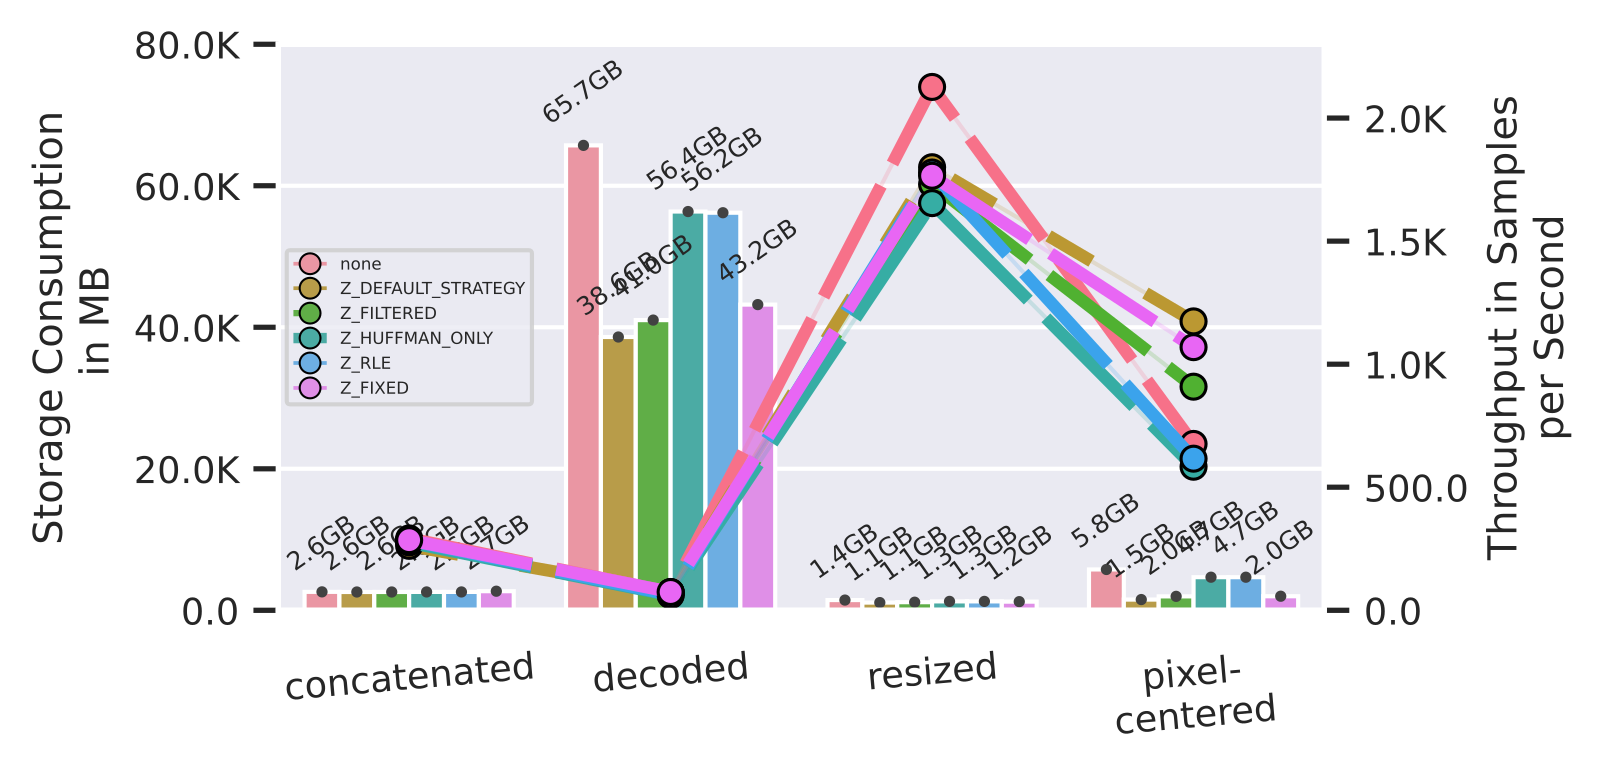 80.0K
60.0K
40.0K
20.0K
0.0
Storage Consumption
in MB
2.0K
1.5K
1.0K
500.0
0.0
Throughput in Samples
per Second
none
Z_DEFAULT_STRATEGY
Z_FILTERED
Z_HUFFMAN_ONLY
Z_RLE
Z_FIXED
2.6GB
2.6GB
2.6GB
2.7GB
65.7GB
38.6GB
41.0GB
56.4GB
56.2GB
43.2GB
1.4GB
1.1GB
1.1GB
1.3GB
1.3GB
1.2GB
5.8GB
1.5GB
2.0GB
4.7GB
4.7GB
2.0GB
concatenated
decoded
resized
pixel-
centered